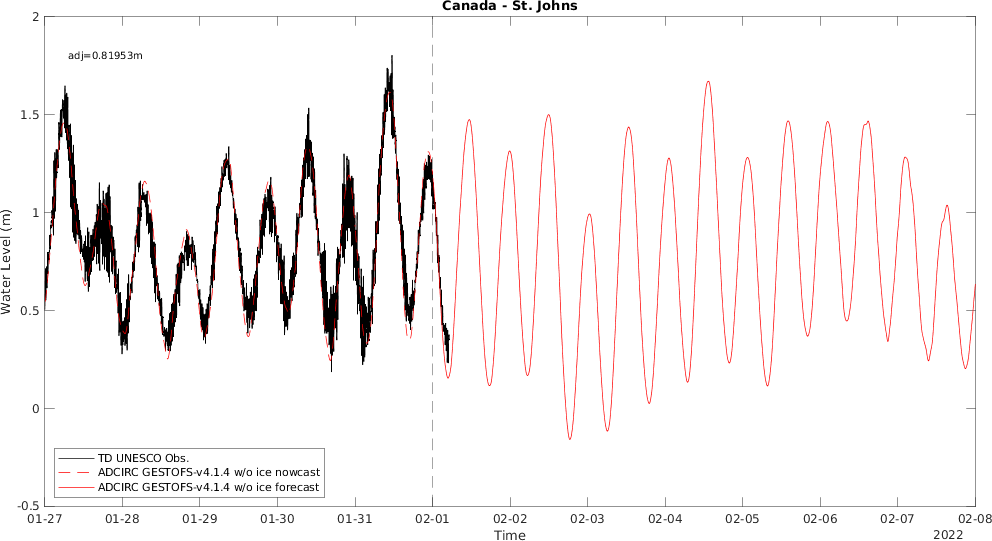 Canada - St. Johns
2
adj=0.81953m
1.5
1
Water Level (m)
0.5
0
TD UNESCO Obs.
ADCIRC GESTOFS-v4.1.4 w/o ice nowcast
ADCIRC GESTOFS-v4.1.4 w/o ice forecast
-0.5
01-27 01-28 01-29 01-30 01-31 02-01 02-02 02-03 02-04 02-05 02-06 02-07 02-08
Time
2022